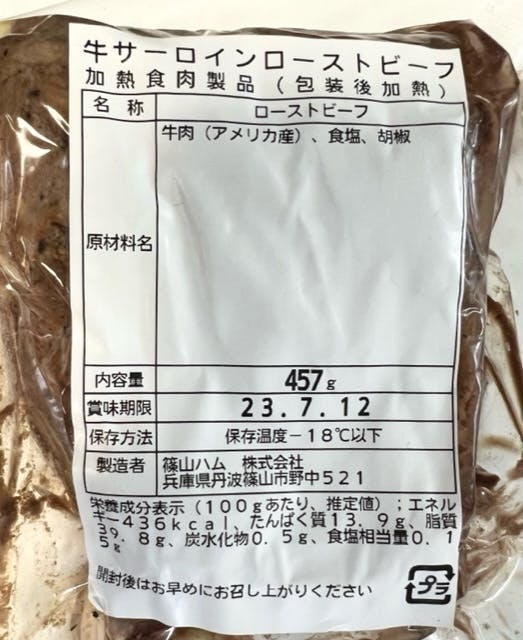 牛サーロインローストビーフ
加熱食肉製品（包装後加熱）
名称 ローストビーフ
原材料名 牛肉（アメリカ産）、食塩、胡椒
内容量 457g
賞味期限 23.7.12
保存方法 保存温度－18℃以下
製造者 篠山ハム 株式会社
兵庫県丹波篠山市野中521
栄養成分表示（100gあたり、推定値）；エネル
ギー436kcal、たんぱく質13.9g、脂質
39.8g、炭水化物0.5g、食塩相当量0.1
5g
開封後はお早めにお召し上がりください
プラ